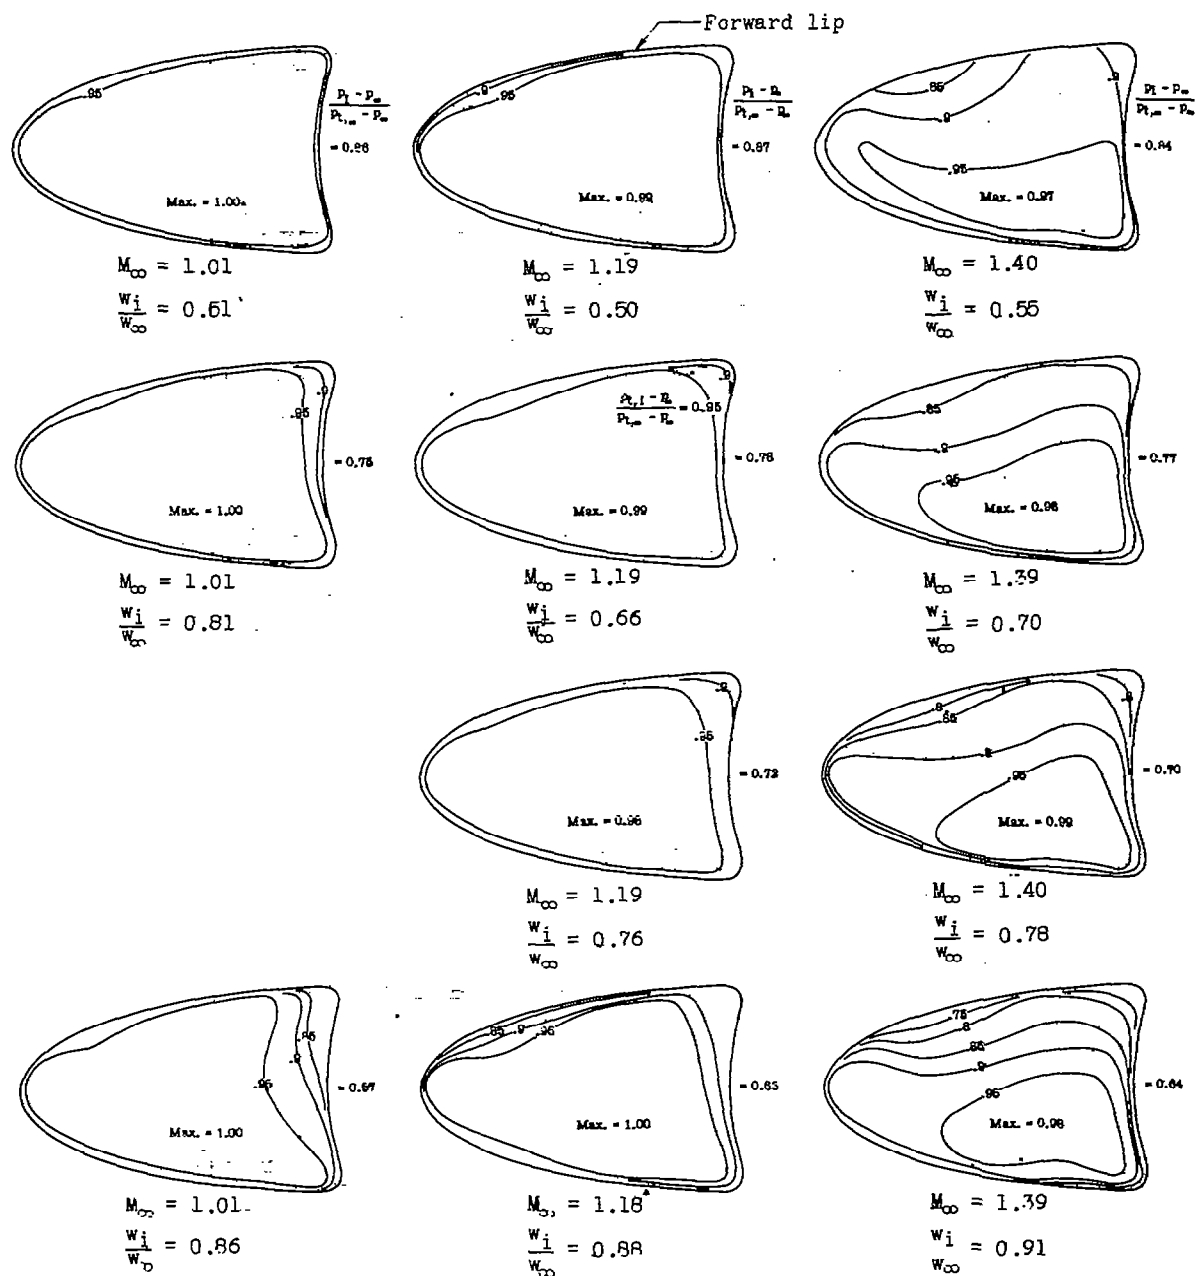 Forward lip
.95
p_i - p_∞
p_t,∞ - p_∞
= 0.86
Max. = 1.00
M_∞ = 1.01
w_i
w_∞ = 0.61
.9
.95
p_i - p_∞
p_t,∞ - p_∞
= 0.87
Max. = 0.99
M_∞ = 1.19
w_i
w_∞ = 0.50
.85
.9
.9
.95
p_i - p_∞
p_t,∞ - p_∞
= 0.84
Max. = 0.97
M_∞ = 1.40
w_i
w_∞ = 0.55
.9
.95
= 0.75
Max. = 1.00
M_∞ = 1.01
w_i
w_∞ = 0.81
.9
p_t,i - p_∞
p_t,∞ - p_∞ = 0.95
= 0.78
Max. = 0.99
M_∞ = 1.19
w_i
w_∞ = 0.66
.85
.9
.95
= 0.77
Max. = 0.98
M_∞ = 1.39
w_i
w_∞ = 0.70
.9
.95
= 0.72
Max. = 0.98
M_∞ = 1.19
w_i
w_∞ = 0.76
.8
.85
.9
.9
.95
= 0.70
Max. = 0.99
M_∞ = 1.40
w_i
w_∞ = 0.78
.85
.9
.95
= 0.67
Max. = 1.00
M_∞ = 1.01
w_i
w_∞ = 0.86
.85
.9
.95
Max. = 1.00
M_∞ = 1.18
w_i
w_∞ = 0.88
.75
.8
.85
.9
.95
= 0.64
Max. = 0.98
M_∞ = 1.39
w_i
w_∞ = 0.91